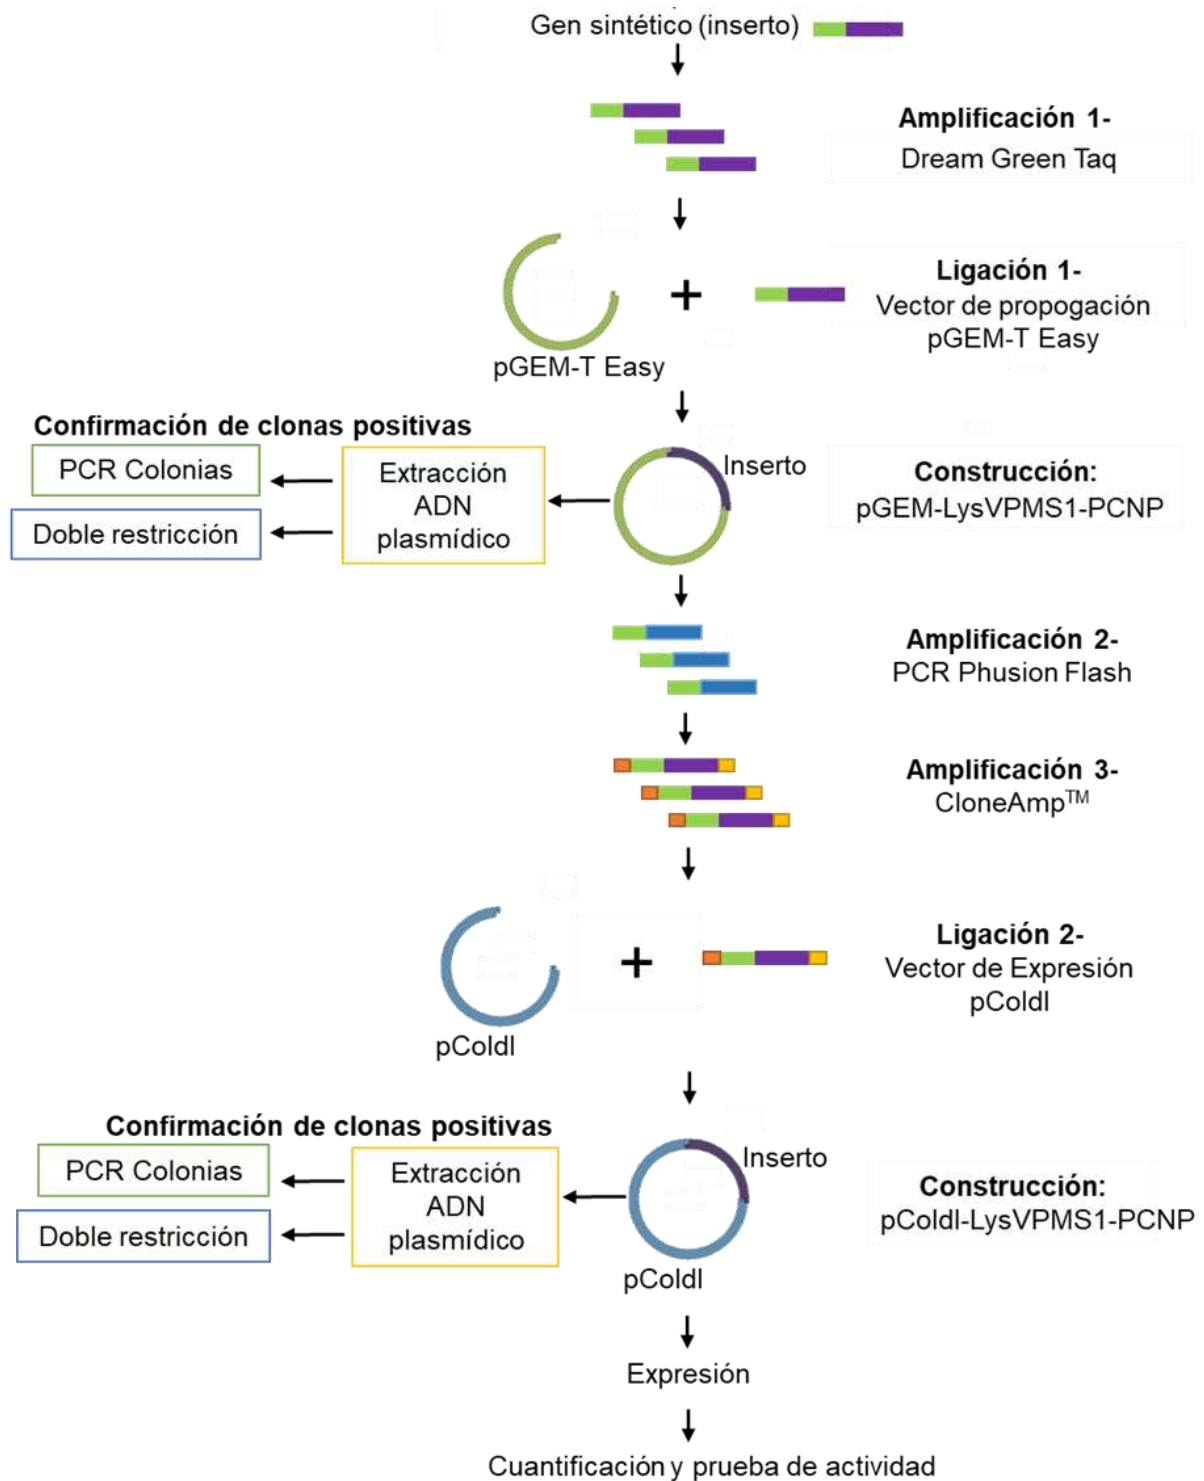 Gen sintético (inserto)
Amplificación 1-
Dream Green Taq
Ligación 1-
Vector de propogación
pGEM-T Easy
+
pGEM-T Easy
Confirmación de clonas positivas
PCR Colonias
Doble restricción
Extracción
ADN
plasmídico
Inserto
Construcción:
pGEM-LysVPMS1-PCNP
Amplificación 2-
PCR Phusion Flash
Amplificación 3-
CloneAmp™
Ligación 2-
Vector de Expresión
pColdI
+
pColdI
Confirmación de clonas positivas
PCR Colonias
Doble restricción
Extracción
ADN
plasmídico
Inserto
pColdI
Construcción:
pColdI-LysVPMS1-PCNP
Expresión
Cuantificación y prueba de actividad